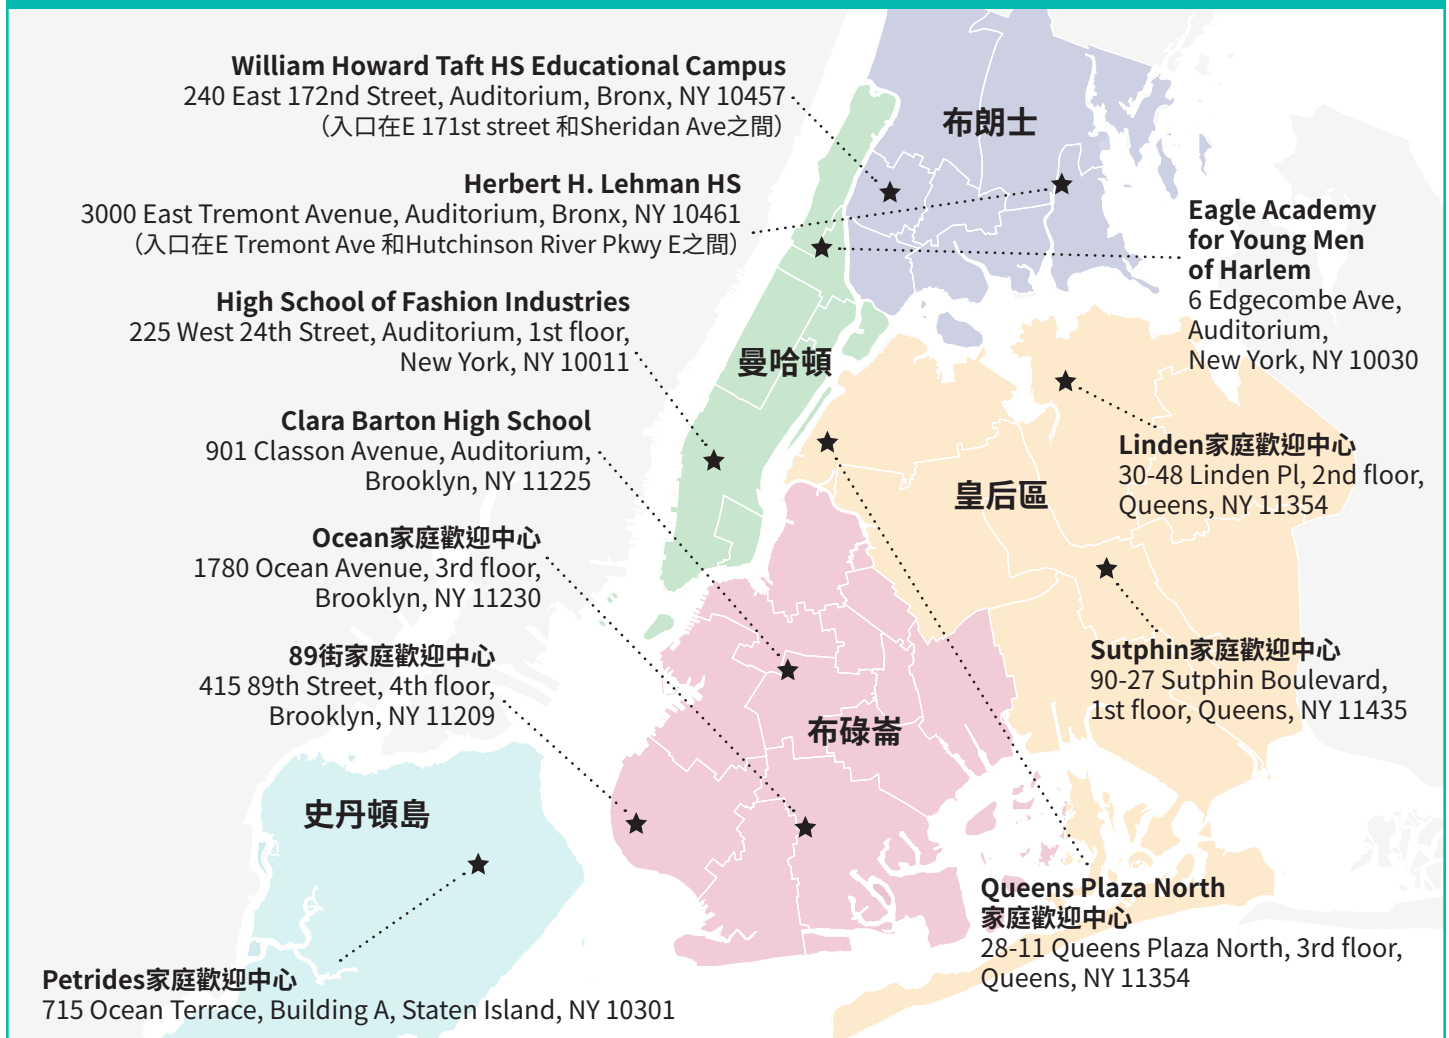 William Howard Taft HS Educational Campus
240 East 172nd Street, Auditorium, Bronx, NY 10457
（入口在E 171st street 和Sheridan Ave之間）
Herbert H. Lehman HS
3000 East Tremont Avenue, Auditorium, Bronx, NY 10461
（入口在E Tremont Ave 和Hutchinson River Pkwy E之間）
High School of Fashion Industries
225 West 24th Street, Auditorium, 1st floor,
New York, NY 10011
Clara Barton High School
901 Classon Avenue, Auditorium,
Brooklyn, NY 11225
Ocean家庭歡迎中心
1780 Ocean Avenue, 3rd floor,
Brooklyn, NY 11230
89街家庭歡迎中心
415 89th Street, 4th floor,
Brooklyn, NY 11209
史丹頓島
Petrides家庭歡迎中心
715 Ocean Terrace, Building A, Staten Island, NY 10301
布朗士
曼哈頓
皇后區
布碌崙
Eagle Academy
for Young Men
of Harlem
6 Edgecombe Ave,
Auditorium,
New York, NY 10030
Linden家庭歡迎中心
30-48 Linden Pl, 2nd floor,
Queens, NY 11354
Sutphin家庭歡迎中心
90-27 Sutphin Boulevard,
1st floor, Queens, NY 11435
Queens Plaza North
家庭歡迎中心
28-11 Queens Plaza North, 3rd floor,
Queens, NY 11354